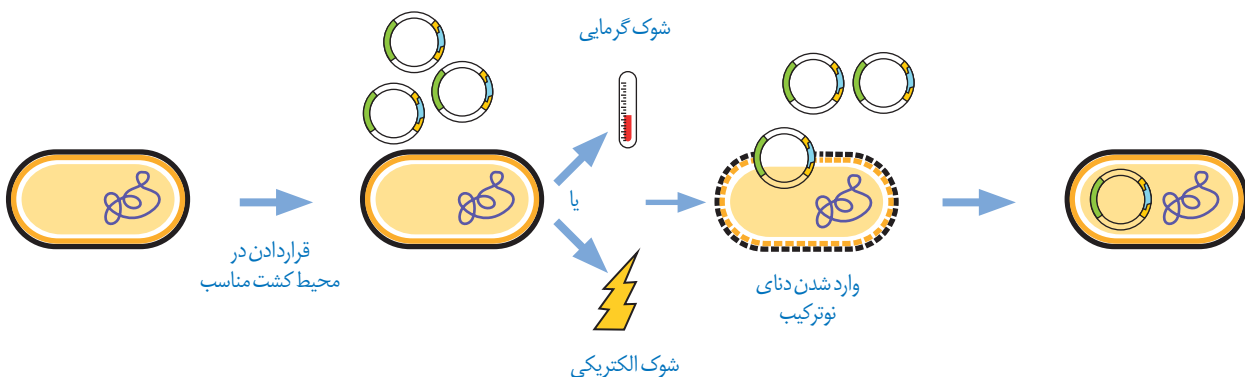 قراردادن در
محیط کشت مناسب
شوک گرمایی
یا
شوک الکتریکی
وارد شدن دنای
نوترکیب